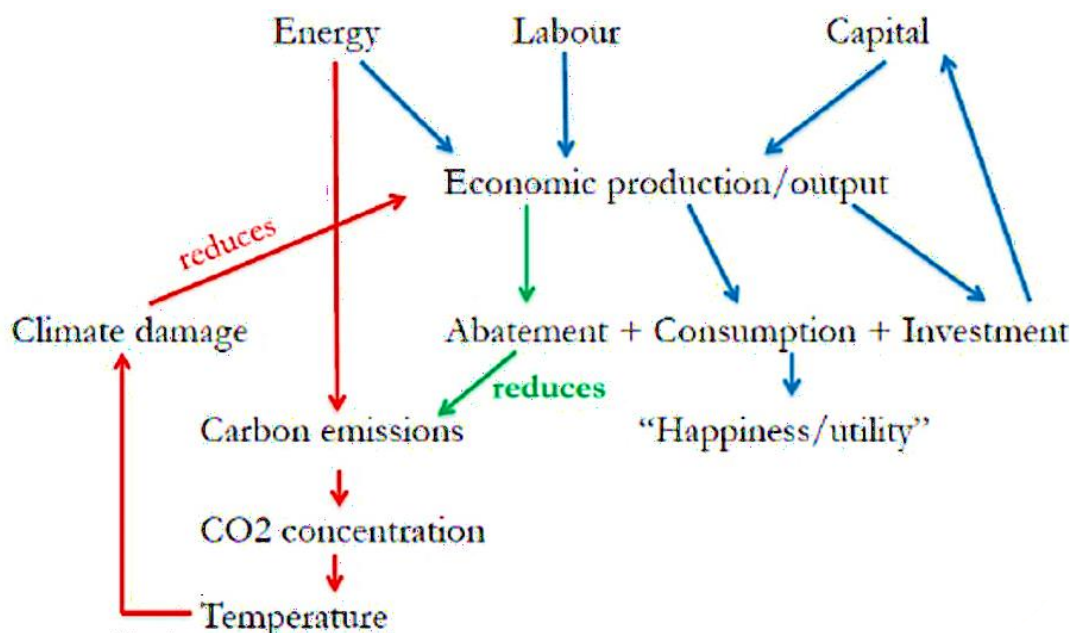 Energy Labour Capital
Economic production/output
reduces
Climate damage
Abatement + Consumption + Investment
reduces
Carbon emissions
“Happiness/utility”
CO2 concentration
Temperature